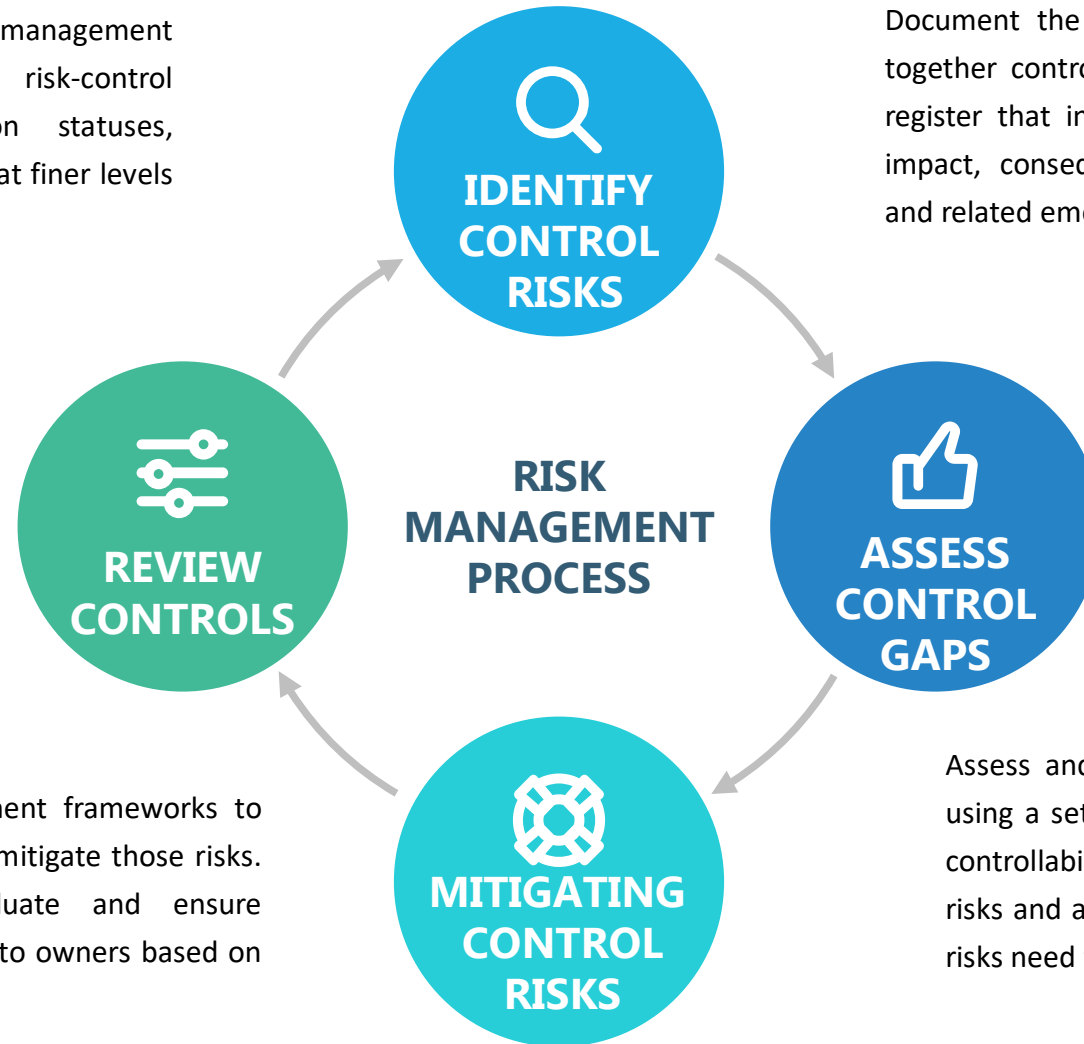 management
risk-control
on statuses,
at finer levels
Document the
together contro
register that in
impact, conseq
and related eme
IDENTIFY
CONTROL
RISKS
REVIEW
CONTROLS
RISK
MANAGEMENT
PROCESS
ASSESS
CONTROL
GAPS
ment frameworks to
mitigate those risks.
luate and ensure
to owners based on
MITIGATING
CONTROL
RISKS
Assess and
using a set
controllabi
risks and a
risks need